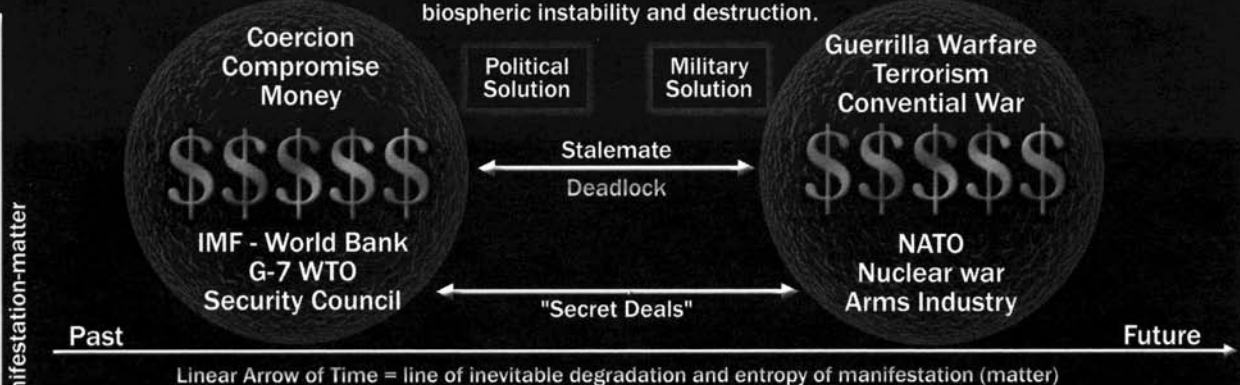 biospheric instability and destruction.
Coercion
Compromise
Money
$$$$$
IMF - World Bank
G-7 WTO
Security Council
Political
Solution
Military
Solution
Stalemate
Deadlock
"Secret Deals"
Guerrilla Warfare
Terrorism
Convential War
$$$$$
NATO
Nuclear war
Arms Industry
Past
Future
Linear Arrow of Time = line of inevitable degradation and entropy of manifestation (matter)